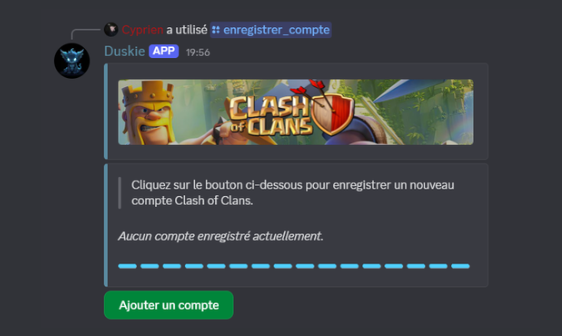 Cyprien a utilisé enregistrer_compte
Duskie APP 19:56
CLASH
of CLANS
Cliquez sur le bouton ci-dessous pour enregistrer un nouveau
compte Clash of Clans.
Aucun compte enregistré actuellement.
Ajouter un compte